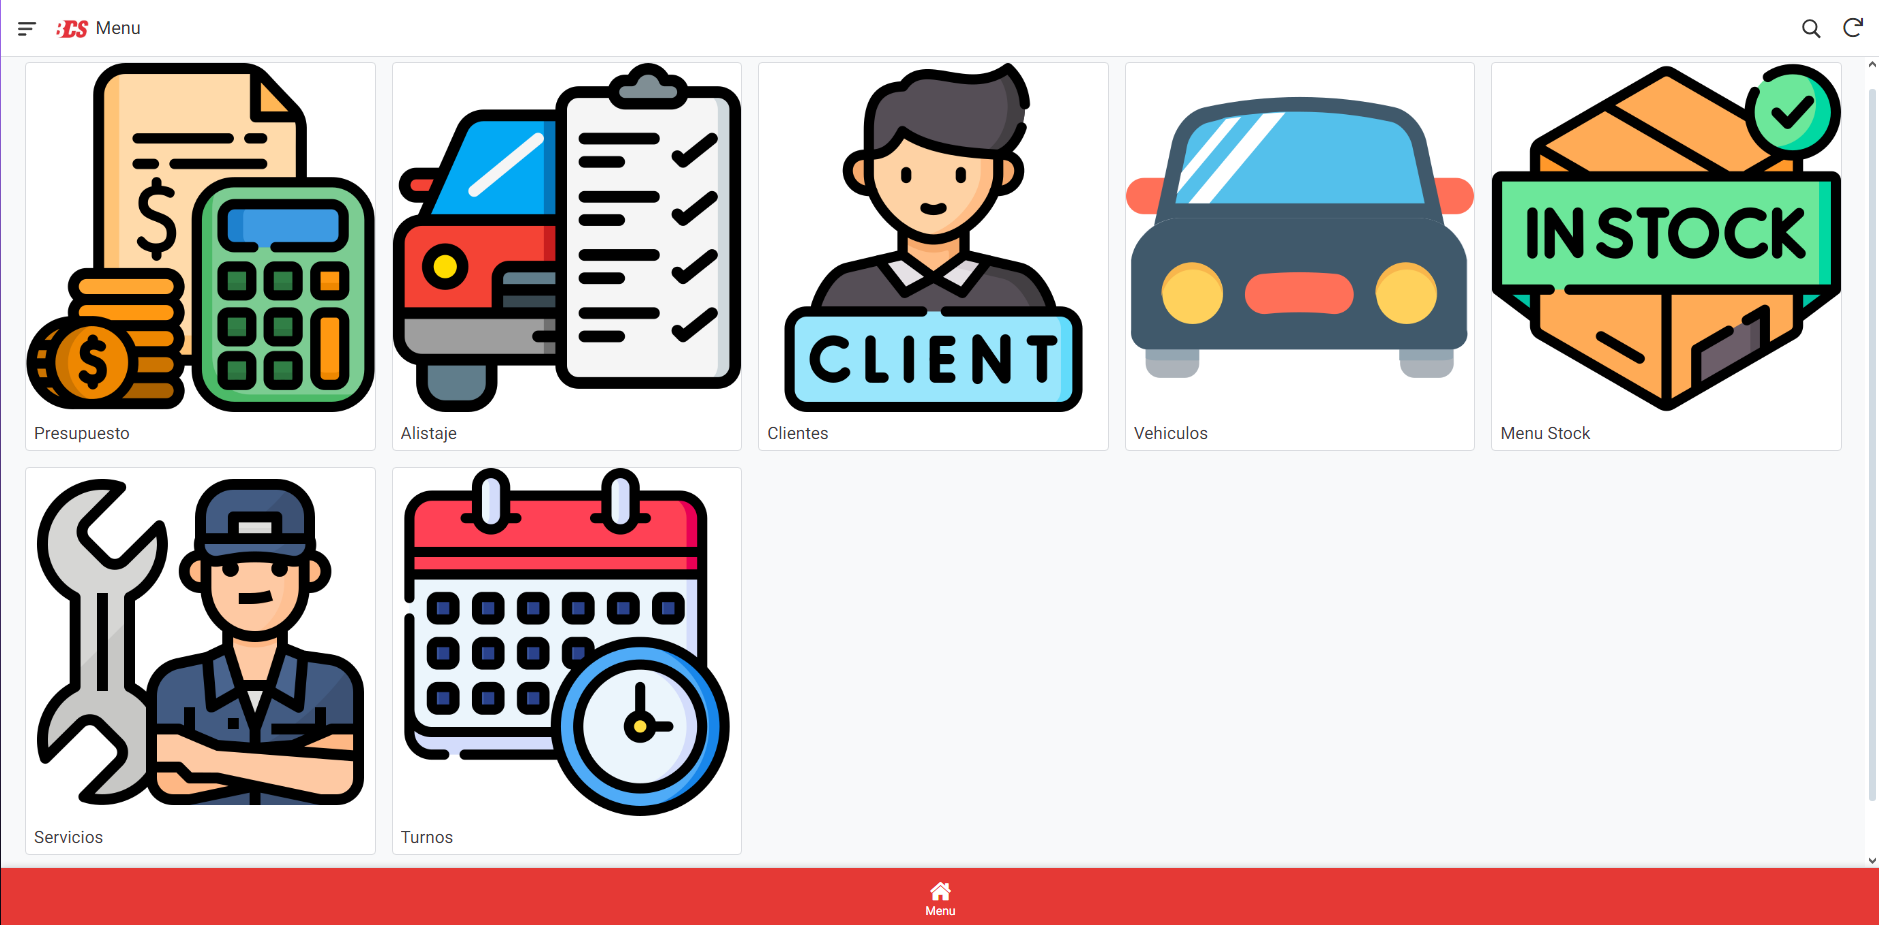 BCS Menu
$
$
Presupuesto
Alistaje
CLIENT
Clientes
Vehiculos
IN STOCK
Menu Stock
Servicios
Turnos
Menu